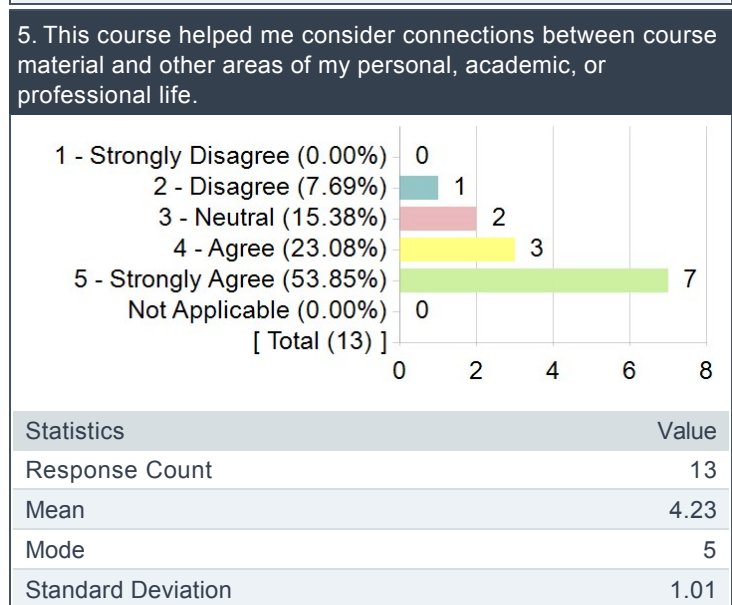 5. This course helped me consider connections between course
material and other areas of my personal, academic, or
professional life.
1 - Strongly Disagree (0.00%) 0
2 - Disagree (7.69%) 1
3 - Neutral (15.38%) 2
4 - Agree (23.08%) 3
5 - Strongly Agree (53.85%) 7
Not Applicable (0.00%) 0
[ Total (13) ]
0 2 4 6 8
Statistics Value
Response Count 13
Mean 4.23
Mode 5
Standard Deviation 1.01